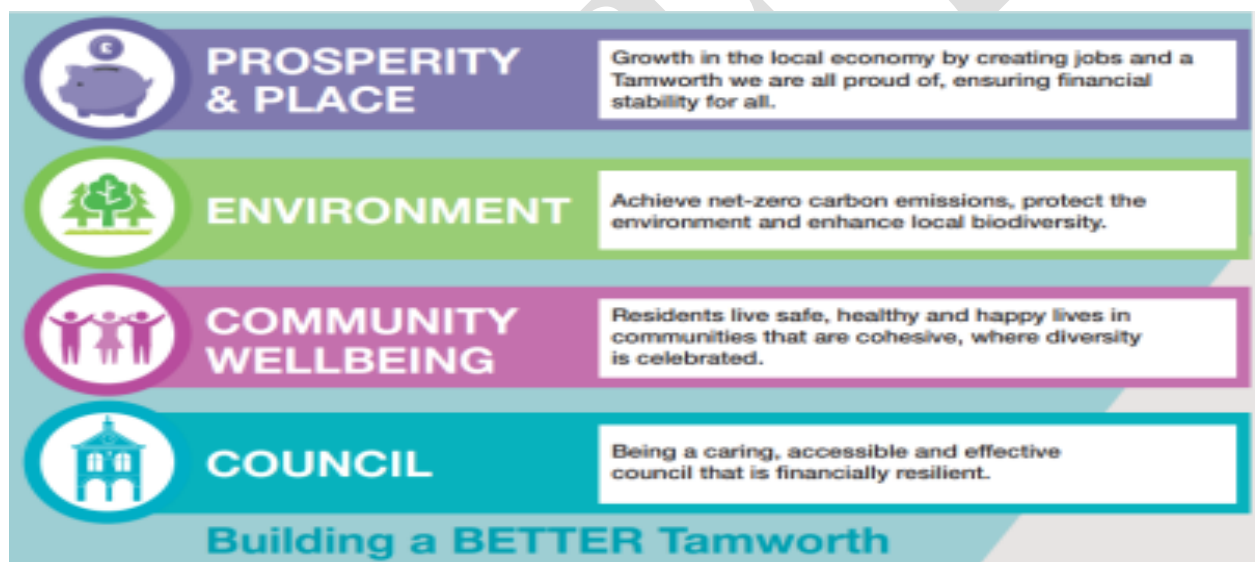 £
PROSPERITY
& PLACE
Growth in the local economy by creating jobs and a
Tamworth we are all proud of, ensuring financial
stability for all.
ENVIRONMENT
Achieve net-zero carbon emissions, protect the
environment and enhance local biodiversity.
COMMUNITY
WELLBEING
Residents live safe, healthy and happy lives in
communities that are cohesive, where diversity
is celebrated.
COUNCIL
Being a caring, accessible and effective
council that is financially resilient.
Building a BETTER Tamworth